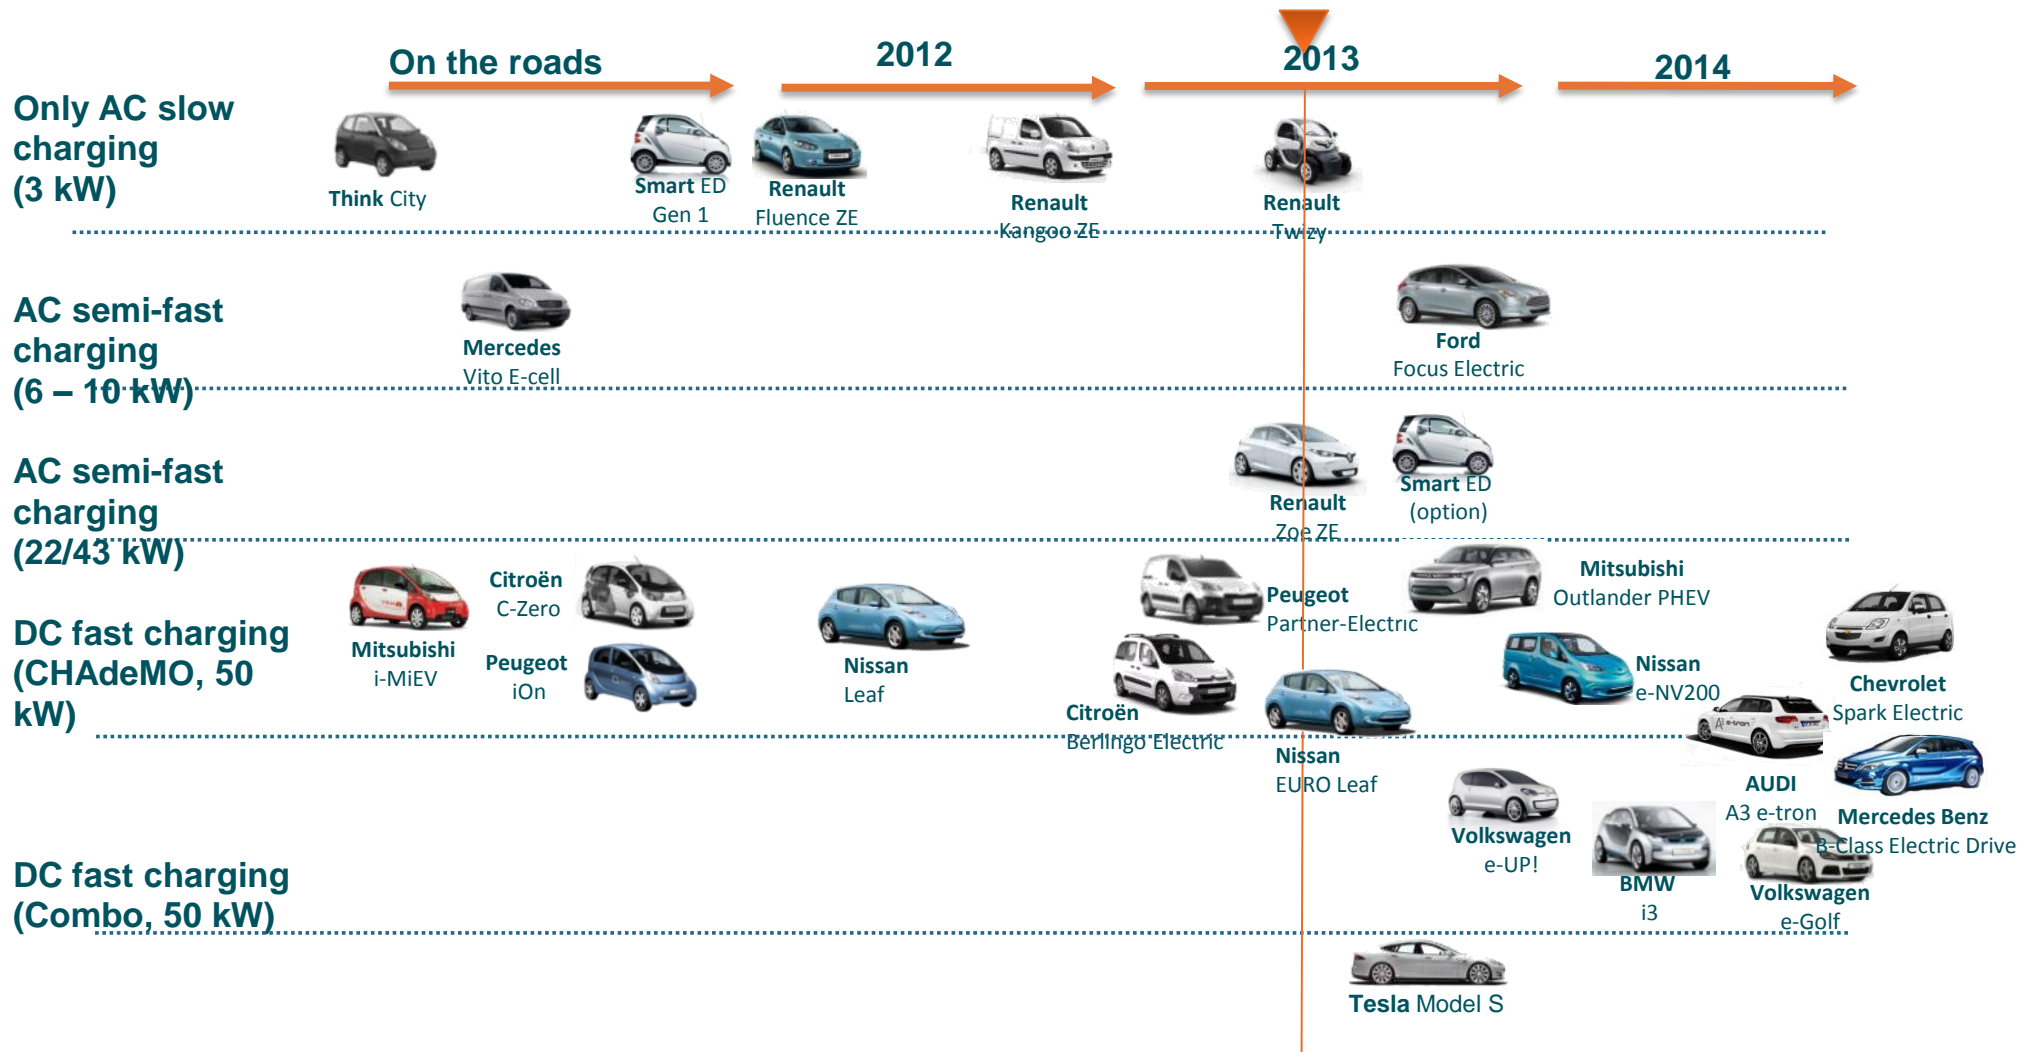 On the roads
2012
2013
2014
Only AC slow
charging
(3 kW)
Think City
Smart ED
Gen 1
Renault
Fluence ZE
Renault
Kangoo ZE
Renault
Twizy
AC semi-fast
charging
(6 – 10 kW)
Mercedes
Vito E-cell
Ford
Focus Electric
AC semi-fast
charging
(22/43 kW)
Renault
Zoe ZE
Smart ED
(option)
DC fast charging
(CHAdeMO, 50
kW)
Mitsubishi
i-MiEV
Citroën
C-Zero
Peugeot
iOn
Nissan
Leaf
Peugeot
Partner-Electric
Citroën
Berlingo Electric
Nissan
EURO Leaf
Mitsubishi
Outlander PHEV
Nissan
e-NV200
Chevrolet
Spark Electric
DC fast charging
(Combo, 50 kW)
Volkswagen
e-UP!
BMW
i3
A3 e-tron
AUDI
A3 e-tron
Mercedes Benz
B-Class Electric Drive
Volkswagen
e-Golf
Tesla Model S